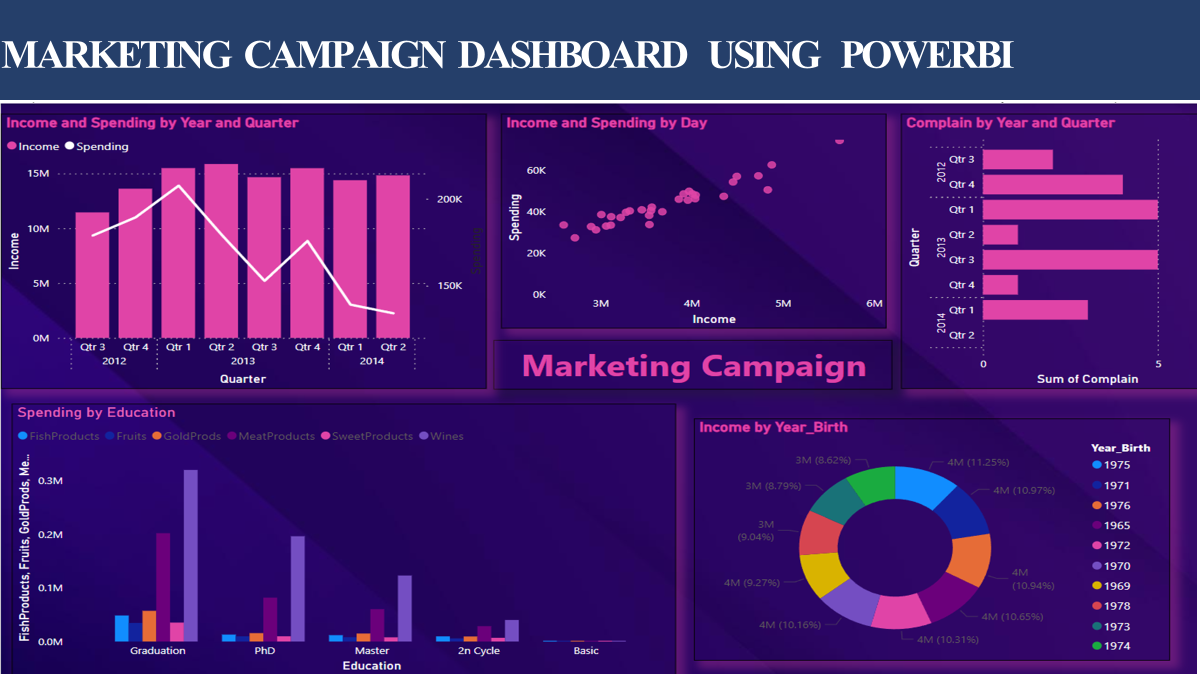 MARKETING CAMPAIGN DASHBOARD USING POWERBI
Income and Spending by Year and Quarter
Income Spending
15M
10M
5M
0M
Income
200K
150K
Spending
Qtr 3 Qtr 4 Qtr 1 Qtr 2 Qtr 3 Qtr 4 Qtr 1 Qtr 2
2012 2013 2014
Quarter
Income and Spending by Day
Spending
60K
40K
20K
0K
3M 4M 5M 6M
Income
Complain by Year and Quarter
Quarter
2012
Qtr 3
Qtr 4
2013
Qtr 1
Qtr 2
Qtr 3
Qtr 4
2014
Qtr 1
Qtr 2
0 5
Sum of Complain
Marketing Campaign
Spending by Education
FishProducts Fruits GoldProds MeatProducts SweetProducts Wines
FishProducts, Fruits, GoldProds, Me...
0.3M
0.2M
0.1M
0.0M
Graduation PhD Master 2n Cycle Basic
Education
Income by Year_Birth
4M (11.25%)
4M (10.97%)
4M
(10.94%)
4M (10.65%)
4M (10.31%)
4M (10.16%)
4M (9.27%)
3M
(9.04%)
3M (8.79%)
3M (8.62%)
Year_Birth
1975
1971
1976
1965
1972
1970
1969
1978
1973
1974